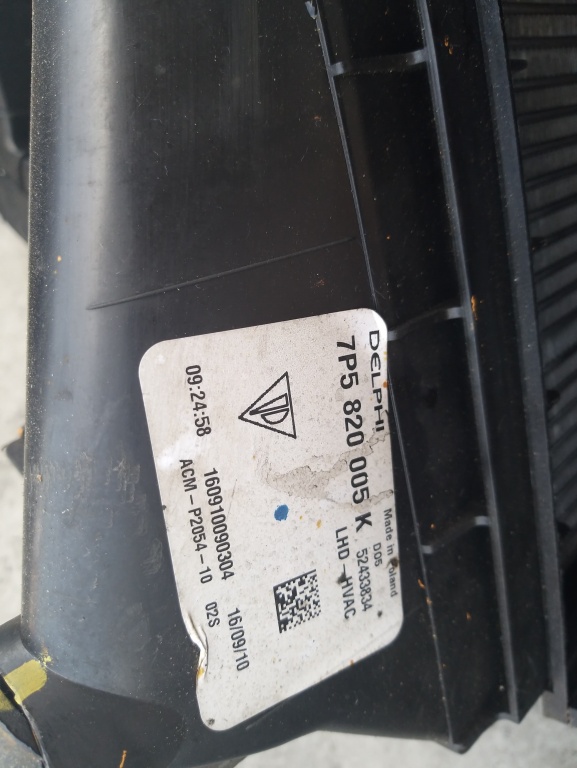 DELPHI
Made in Poland
7P5 820 005 K
D05
52433834
LHD-HVAC
09:24:58
160910090304
16/09/10
ACM-P2054-10
02S